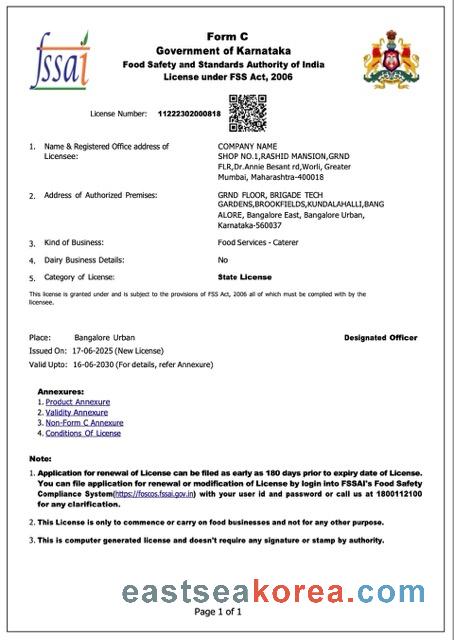 fssai
Form C
Government of Karnataka
Food Safety and Standards Authority of India
License under FSS Act, 2006
License Number: 11222302000818
1. Name & Registered Office address of Licensee:
COMPANY NAME
SHOP NO.1,RASHID MANSION,GRND
FLR,Dr.Annie Besant rd,Worli, Greater
Mumbai, Maharashtra-400018
2. Address of Authorized Premises:
GRND FLOOR, BRIGADE TECH
GARDENS,BROOKFIELDS,KUNDALAHALLI,BANG
ALORE, Bangalore East, Bangalore Urban,
Karnataka-560037
3. Kind of Business: Food Services - Caterer
4. Dairy Business Details: No
5. Category of License: State License
This license is granted under and is subject to the provisions of FSS Act, 2006 all of which must be complied with by the
licensee.
Place: Bangalore Urban Designated Officer
Issued On: 17-06-2025 (New License)
Valid Upto: 16-06-2030 (For details, refer Annexure)
Annexures:
1. Product Annexure
2. Validity Annexure
3. Non-Form C Annexure
4. Conditions Of License
Note:
1. Application for renewal of License can be filed as early as 180 days prior to expiry date of License.
You can file application for renewal or modification of License by login into FSSAI's Food Safety
Compliance System(https://foscos.fssai.gov.in) with your user id and password or call us at 1800112100
for any clarification.
2. This License is only to commence or carry on food businesses and not for any other purpose.
3. This is computer generated license and doesn't require any signature or stamp by authority.
eastseakorea.com
Page 1 of 1